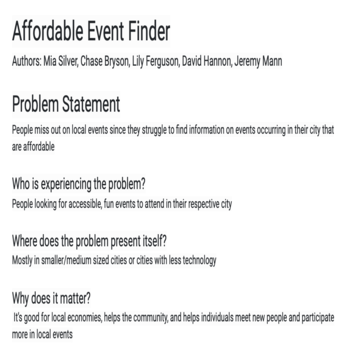 Affordable Event Finder
Authors: Mia Silver, Chase Bryson, Lily Ferguson, David Hannon, Jeremy Mann
Problem Statement
People miss out on local events since they struggle to find information on events occurring in their city that
are affordable
Who is experiencing the problem?
People looking for accessible, fun events to attend in their respective city
Where does the problem present itself?
Mostly in smaller/medium sized cities or cities with less technology
Why does it matter?
It's good for local economies, helps the community, and helps individuals meet new people and participate
more in local events